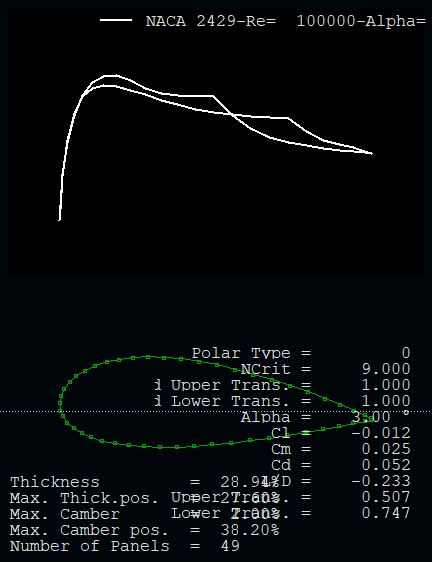 NACA 2429-Re=  100000-Alpha=
Polar Type =  0
NCrit =  9.000
d Upper Trans. =  1.000
d Lower Trans. =  1.000
Alpha =  3.00 °
Cl =  -0.012
Cm =  0.025
Cd =  0.052
L/D =  -0.233
Upper Trans. =  0.507
Lower Trans. =  0.747
Thickness  =  28.94%
Max. Thick.pos.  =  27.60%
Max. Camber  =  2.00%
Max. Camber pos.  =  38.20%
Number of Panels  =  49